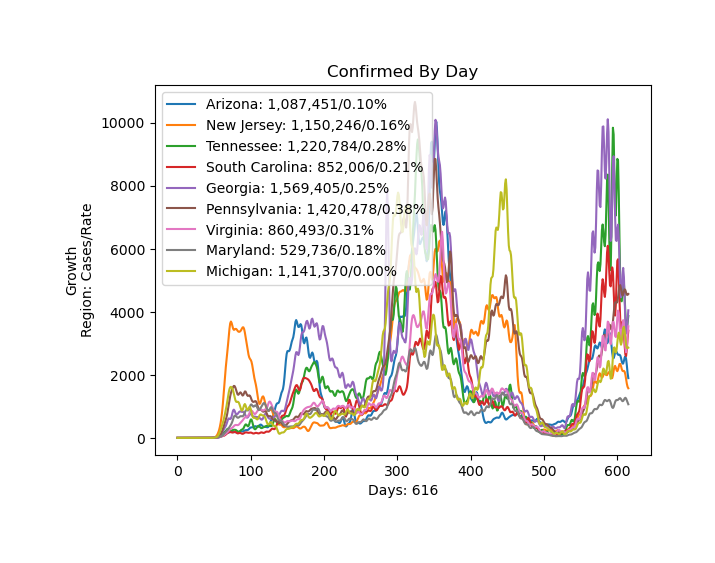 Confirmed By Day
Growth
Region: Cases/Rate
10000
8000
6000
4000
2000
0
Arizona: 1,087,451/0.10%
New Jersey: 1,150,246/0.16%
Tennessee: 1,220,784/0.28%
South Carolina: 852,006/0.21%
Georgia: 1,569,405/0.25%
Pennsylvania: 1,420,478/0.38%
Virginia: 860,493/0.31%
Maryland: 529,736/0.18%
Michigan: 1,141,370/0.00%
0 100 200 300 400 500 600
Days: 616